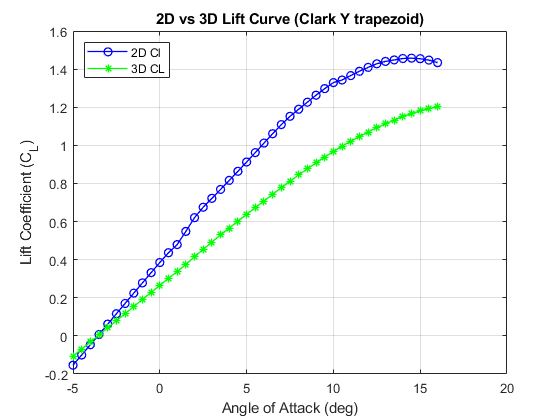 2D vs 3D Lift Curve (Clark Y trapezoid)
2D Cl
3D CL
Lift Coefficient (C_L)
1.6
1.4
1.2
1
0.8
0.6
0.4
0.2
0
-0.2
-5 0 5 10 15 20
Angle of Attack (deg)